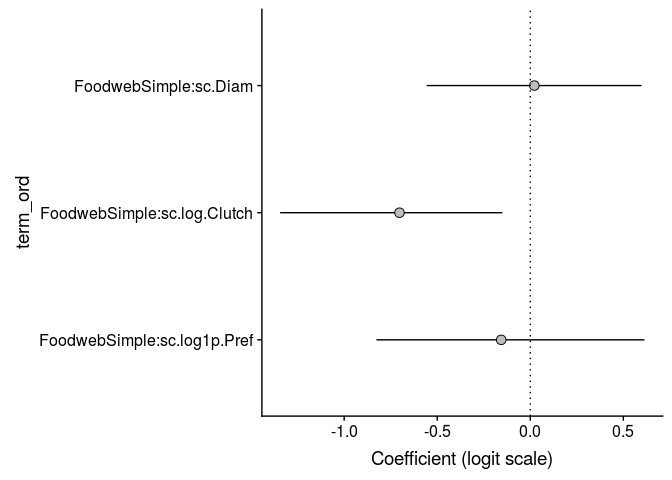 FoodwebSimple:sc.Diam
FoodwebSimple:sc.log.Clutch
FoodwebSimple:sc.log1p.Pref
term_ord
-1.0 -0.5 0.0 0.5
Coefficient (logit scale)